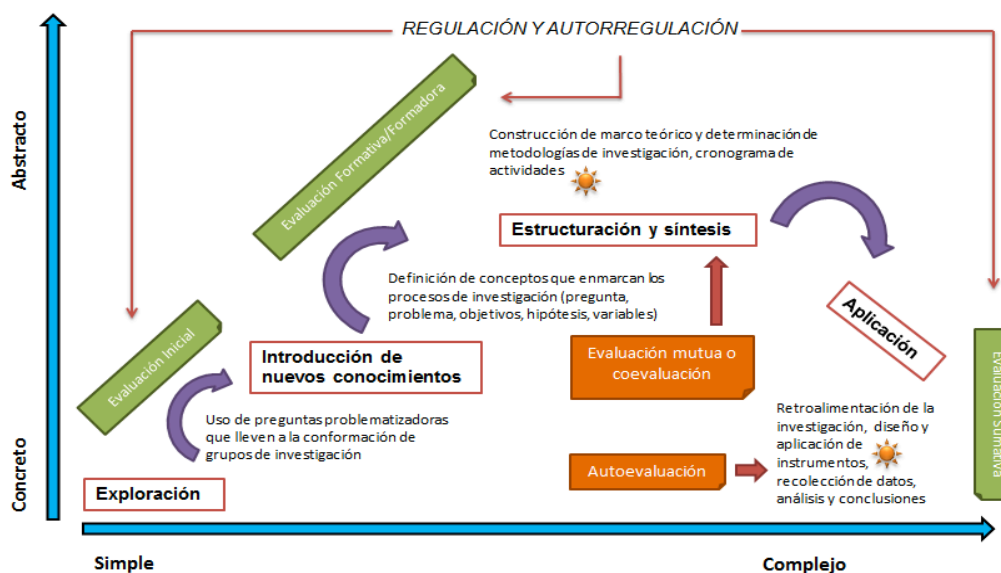 REGULACIÓN Y AUTORREGULACIÓN
Abstracto
Concreto
Evaluación Formativa/Formadora
Construcción de marco teórico y determinación de
metodologías de investigación, cronograma de
actividades
Estructuración y síntesis
Definición de conceptos que enmarcan los
procesos de investigación (pregunta,
problema, objetivos, hipótesis, variables)
Evaluación Inicial
Introducción de
nuevos conocimientos
Aplicación
Evaluación mutua o
coevaluación
Evaluación Sumativa
Uso de preguntas problematizadoras
que lleven a la conformación de
grupos de investigación
Retroalimentación de la
investigación, diseño y
aplicación de
instrumentos,
recolección de datos,
análisis y conclusiones
Autoevaluación
Exploración
Simple
Complejo